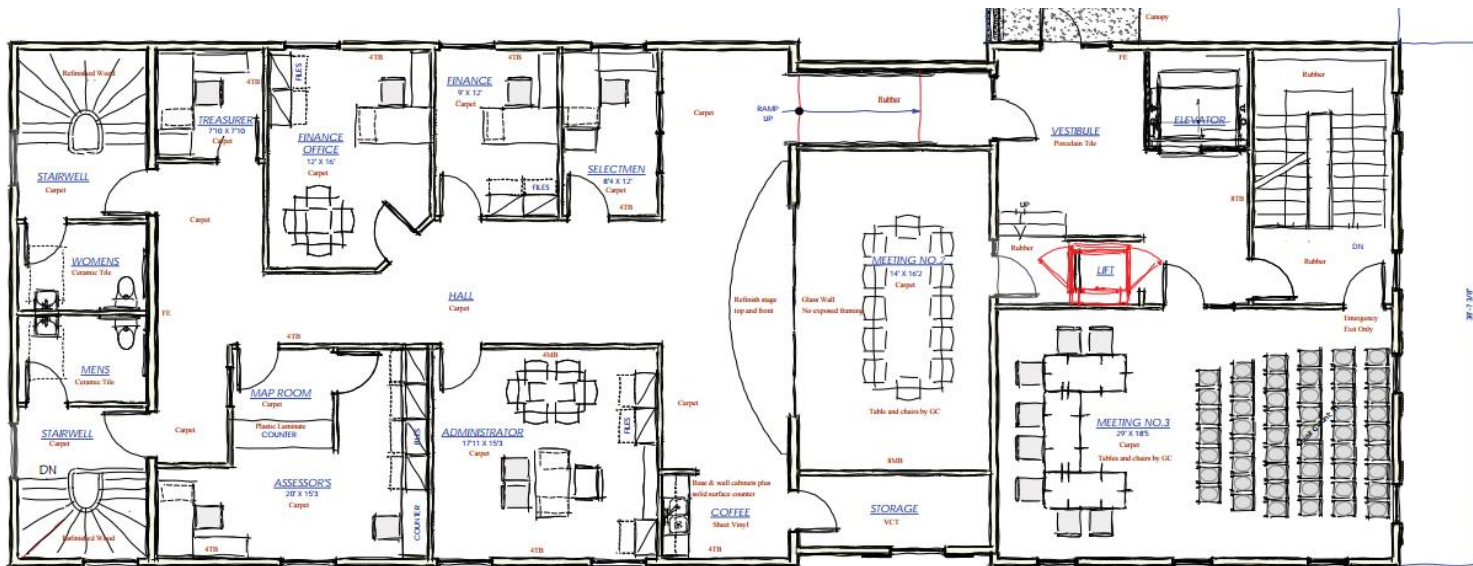 Canopy
Refinished Wood
STAIRWELL
Carpet
TREASURER
7'10 X 7'10
Carpet
4TB
FILES
4TB
FINANCE
OFFICE
12' X 16'
Carpet
FINANCE
9' X 12'
Carpet
4TB
FILES
SELECTMEN
8'4 X 12'
Carpet
4TB
Carpet
RAMP
UP
Rubber
FE
VESTIBULE
Porcelain Tile
ELEVATOR
8TB
Rubber
DN
Rubber
Carpet
WOMENS
Ceramic Tile
MENS
Ceramic Tile
FE
HALL
Carpet
4TB
Refinish stage
top and front
Glass Wall
No exposed framing
MEETING NO.2
14' X 16'2
Carpet
Table and chairs by GC
8MB
UP
Rubber
LIFT
Emergency
Exit Only
38'-7 3/8"
STAIRWELL
Carpet
DN
Refinished Wood
Carpet
MAP ROOM
Carpet
Plastic Laminate
COUNTER
FILES
ASSESSOR'S
20' X 15'3
Carpet
4TB
COUNTER
4MB
ADMINISTRATOR
17'11 X 15'3
Carpet
FILES
4TB
Carpet
Base & wall cabinets plus
solid surface counter
COFFEE
Sheet Vinyl
4TB
STORAGE
VCT
MEETING NO.3
29' X 18'5
Carpet
Tables and chairs by GC